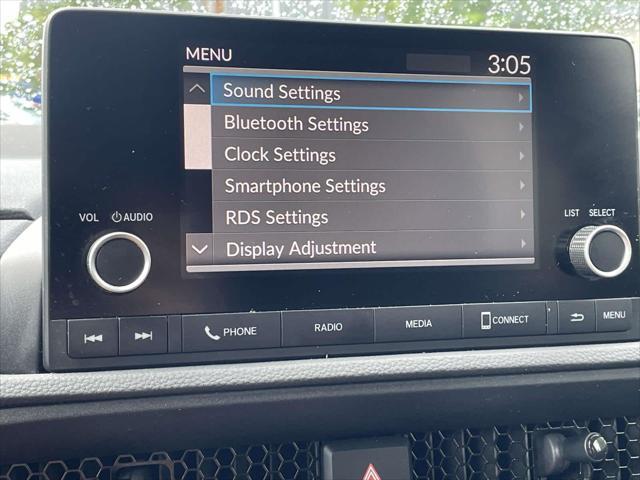 MENU 3:05
Sound Settings
Bluetooth Settings
Clock Settings
Smartphone Settings
RDS Settings
Display Adjustment
VOL AUDIO
LIST SELECT
PHONE RADIO MEDIA CONNECT MENU